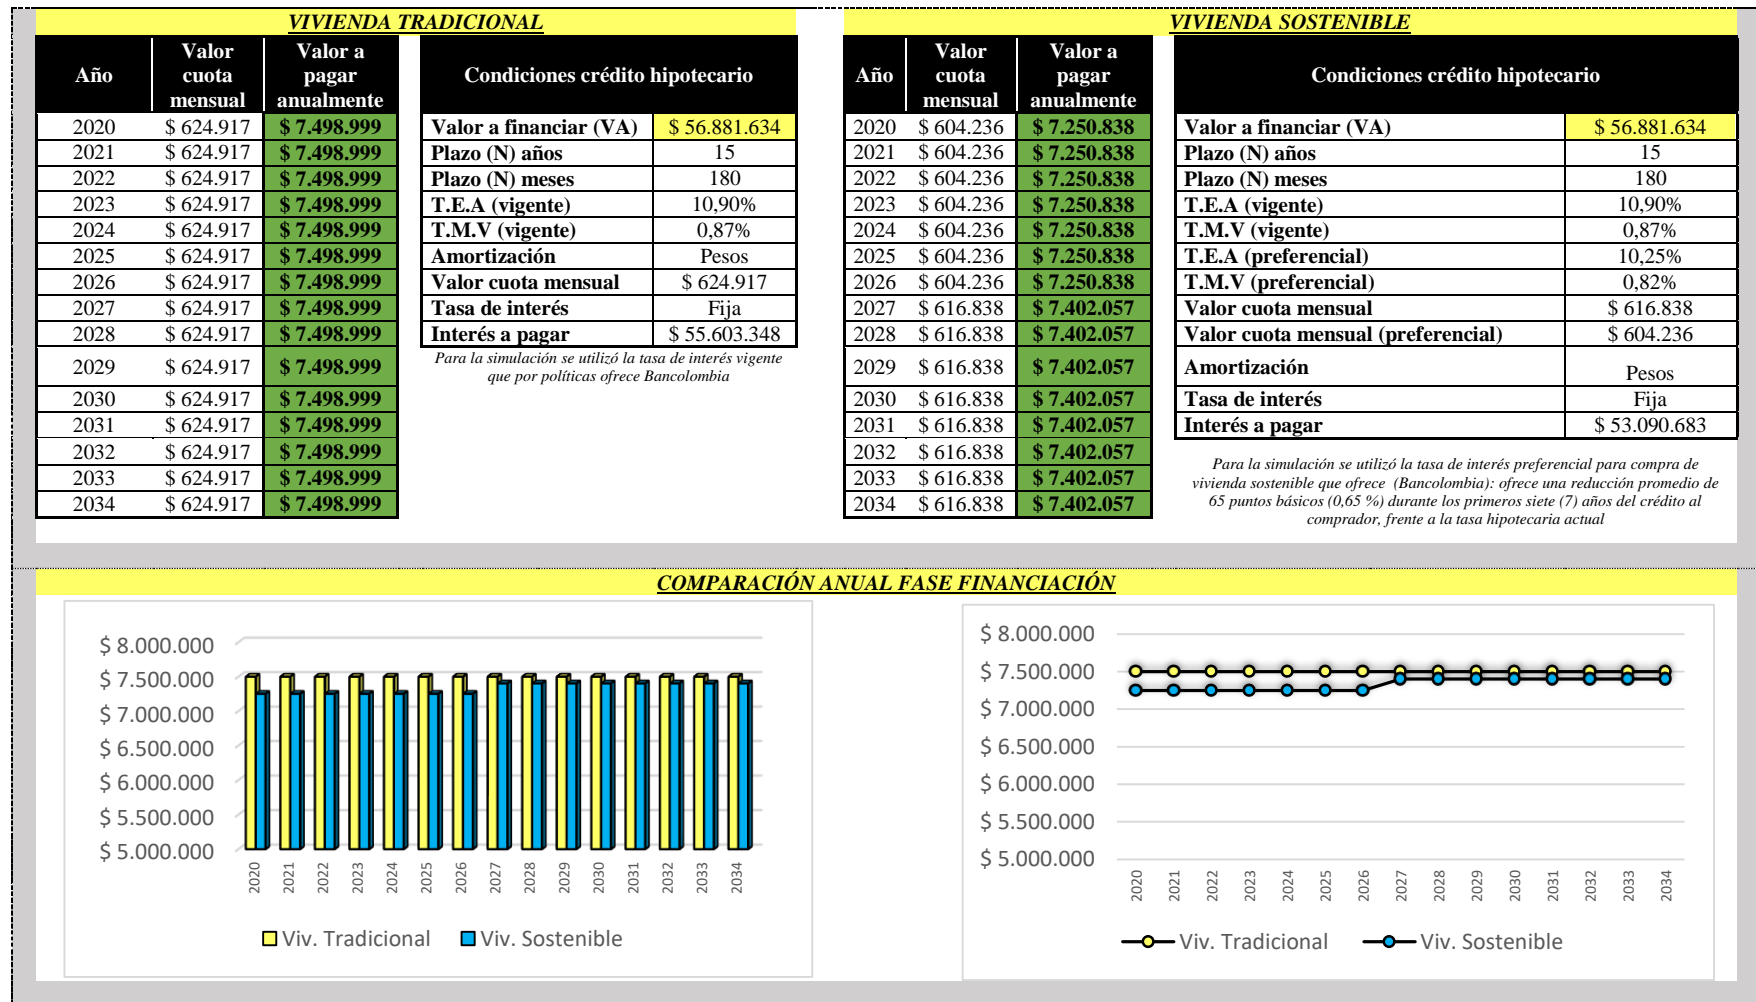 VIVIENDA TRADICIONAL
Año Valor cuota mensual Valor a pagar anualmente
2020 $ 624.917 $ 7.498.999
2021 $ 624.917 $ 7.498.999
2022 $ 624.917 $ 7.498.999
2023 $ 624.917 $ 7.498.999
2024 $ 624.917 $ 7.498.999
2025 $ 624.917 $ 7.498.999
2026 $ 624.917 $ 7.498.999
2027 $ 624.917 $ 7.498.999
2028 $ 624.917 $ 7.498.999
2029 $ 624.917 $ 7.498.999
2030 $ 624.917 $ 7.498.999
2031 $ 624.917 $ 7.498.999
2032 $ 624.917 $ 7.498.999
2033 $ 624.917 $ 7.498.999
2034 $ 624.917 $ 7.498.999
Condiciones crédito hipotecario
Valor a financiar (VA) $ 56.881.634
Plazo (N) años 15
Plazo (N) meses 180
T.E.A (vigente) 10,90%
T.M.V (vigente) 0,87%
Amortización Pesos
Valor cuota mensual $ 624.917
Tasa de interés Fija
Interés a pagar $ 55.603.348
Para la simulación se utilizó la tasa de interés vigente
que por políticas ofrece Bancolombia
VIVIENDA SOSTENIBLE
Año Valor cuota mensual Valor a pagar anualmente
2020 $ 604.236 $ 7.250.838
2021 $ 604.236 $ 7.250.838
2022 $ 604.236 $ 7.250.838
2023 $ 604.236 $ 7.250.838
2024 $ 604.236 $ 7.250.838
2025 $ 604.236 $ 7.250.838
2026 $ 604.236 $ 7.250.838
2027 $ 616.838 $ 7.402.057
2028 $ 616.838 $ 7.402.057
2029 $ 616.838 $ 7.402.057
2030 $ 616.838 $ 7.402.057
2031 $ 616.838 $ 7.402.057
2032 $ 616.838 $ 7.402.057
2033 $ 616.838 $ 7.402.057
2034 $ 616.838 $ 7.402.057
Condiciones crédito hipotecario
Valor a financiar (VA) $ 56.881.634
Plazo (N) años 15
Plazo (N) meses 180
T.E.A (vigente) 10,90%
T.M.V (vigente) 0,87%
T.E.A (preferencial) 10,25%
T.M.V (preferencial) 0,82%
Valor cuota mensual $ 616.838
Valor cuota mensual (preferencial) $ 604.236
Amortización Pesos
Tasa de interés Fija
Interés a pagar $ 53.090.683
Para la simulación se utilizó la tasa de interés preferencial para compra de
vivienda sostenible que ofrece (Bancolombia): ofrece una reducción promedio de
65 puntos básicos (0,65 %) durante los primeros siete (7) años del crédito al
comprador, frente a la tasa hipotecaria actual
COMPARACIÓN ANUAL FASE FINANCIACIÓN
$ 8.000.000
$ 7.500.000
$ 7.000.000
$ 6.500.000
$ 6.000.000
$ 5.500.000
$ 5.000.000
2020 2021 2022 2023 2024 2025 2026 2027 2028 2029 2030 2031 2032 2033 2034
Viv. Tradicional Viv. Sostenible
$ 8.000.000
$ 7.500.000
$ 7.000.000
$ 6.500.000
$ 6.000.000
$ 5.500.000
$ 5.000.000
2020 2021 2022 2023 2024 2025 2026 2027 2028 2029 2030 2031 2032 2033 2034
Viv. Tradicional Viv. Sostenible